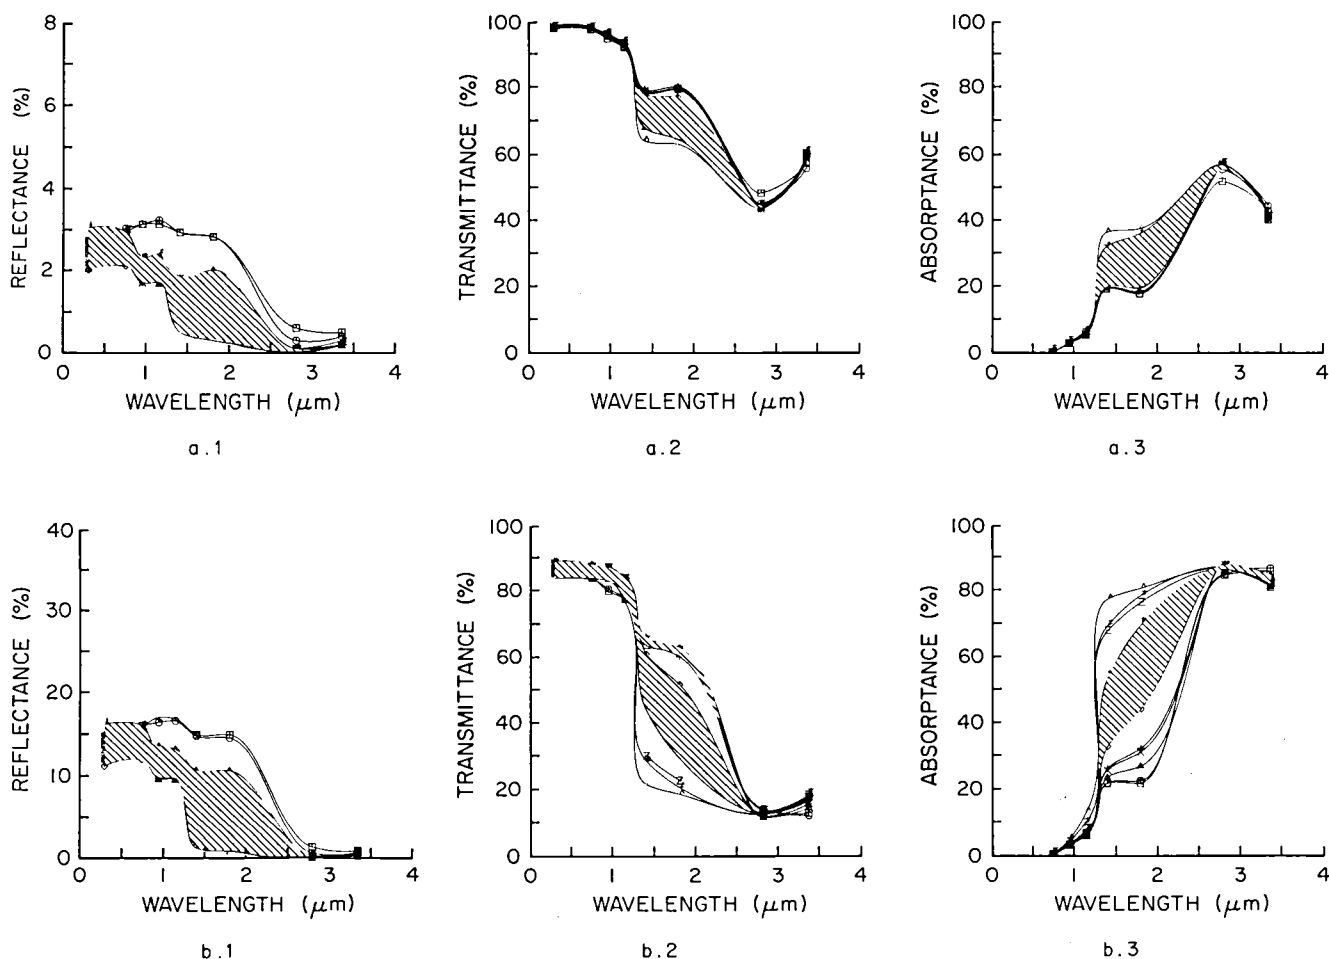 REFLECTANCE (%)
8
6
4
2
0
0 1 2 3 4
WAVELENGTH (μm)
a.1
TRANSMITTANCE (%)
100
80
60
40
20
0
0 1 2 3 4
WAVELENGTH (μm)
a.2
ABSORPTANCE (%)
100
80
60
40
20
0
0 1 2 3 4
WAVELENGTH (μm)
a.3
REFLECTANCE (%)
40
30
20
10
0
0 1 2 3 4
WAVELENGTH (μm)
b.1
TRANSMITTANCE (%)
100
80
60
40
20
0
0 1 2 3 4
WAVELENGTH (μm)
b.2
ABSORPTANCE (%)
100
80
60
40
20
0
0 1 2 3 4
WAVELENGTH (μm)
b.3